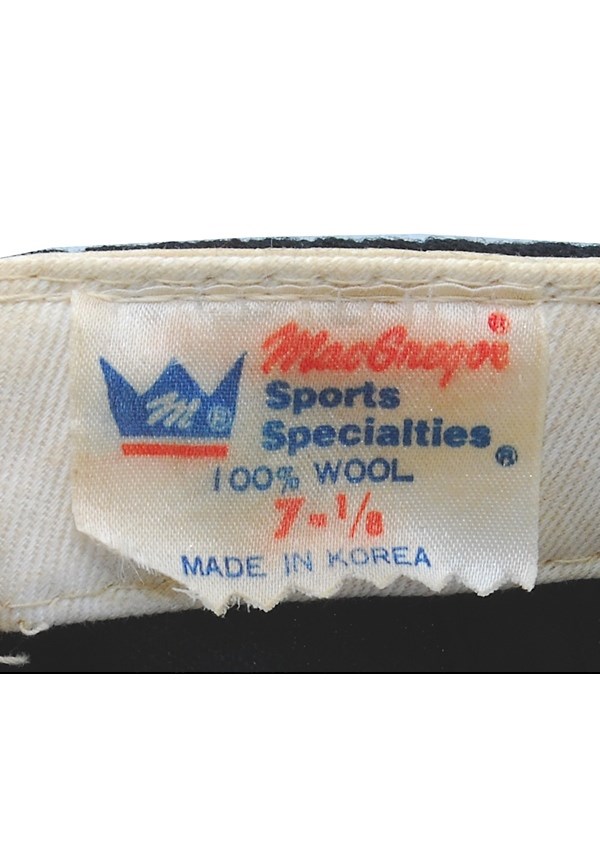 MacGregor®
Sports
M®
Specialties®
100% WOOL
7-1/8
MADE IN KOREA